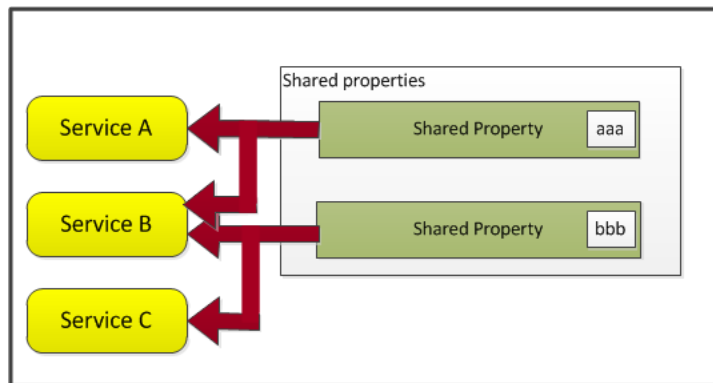 Shared properties
Service A
Shared Property
aaa
Service B
Shared Property
bbb
Service C